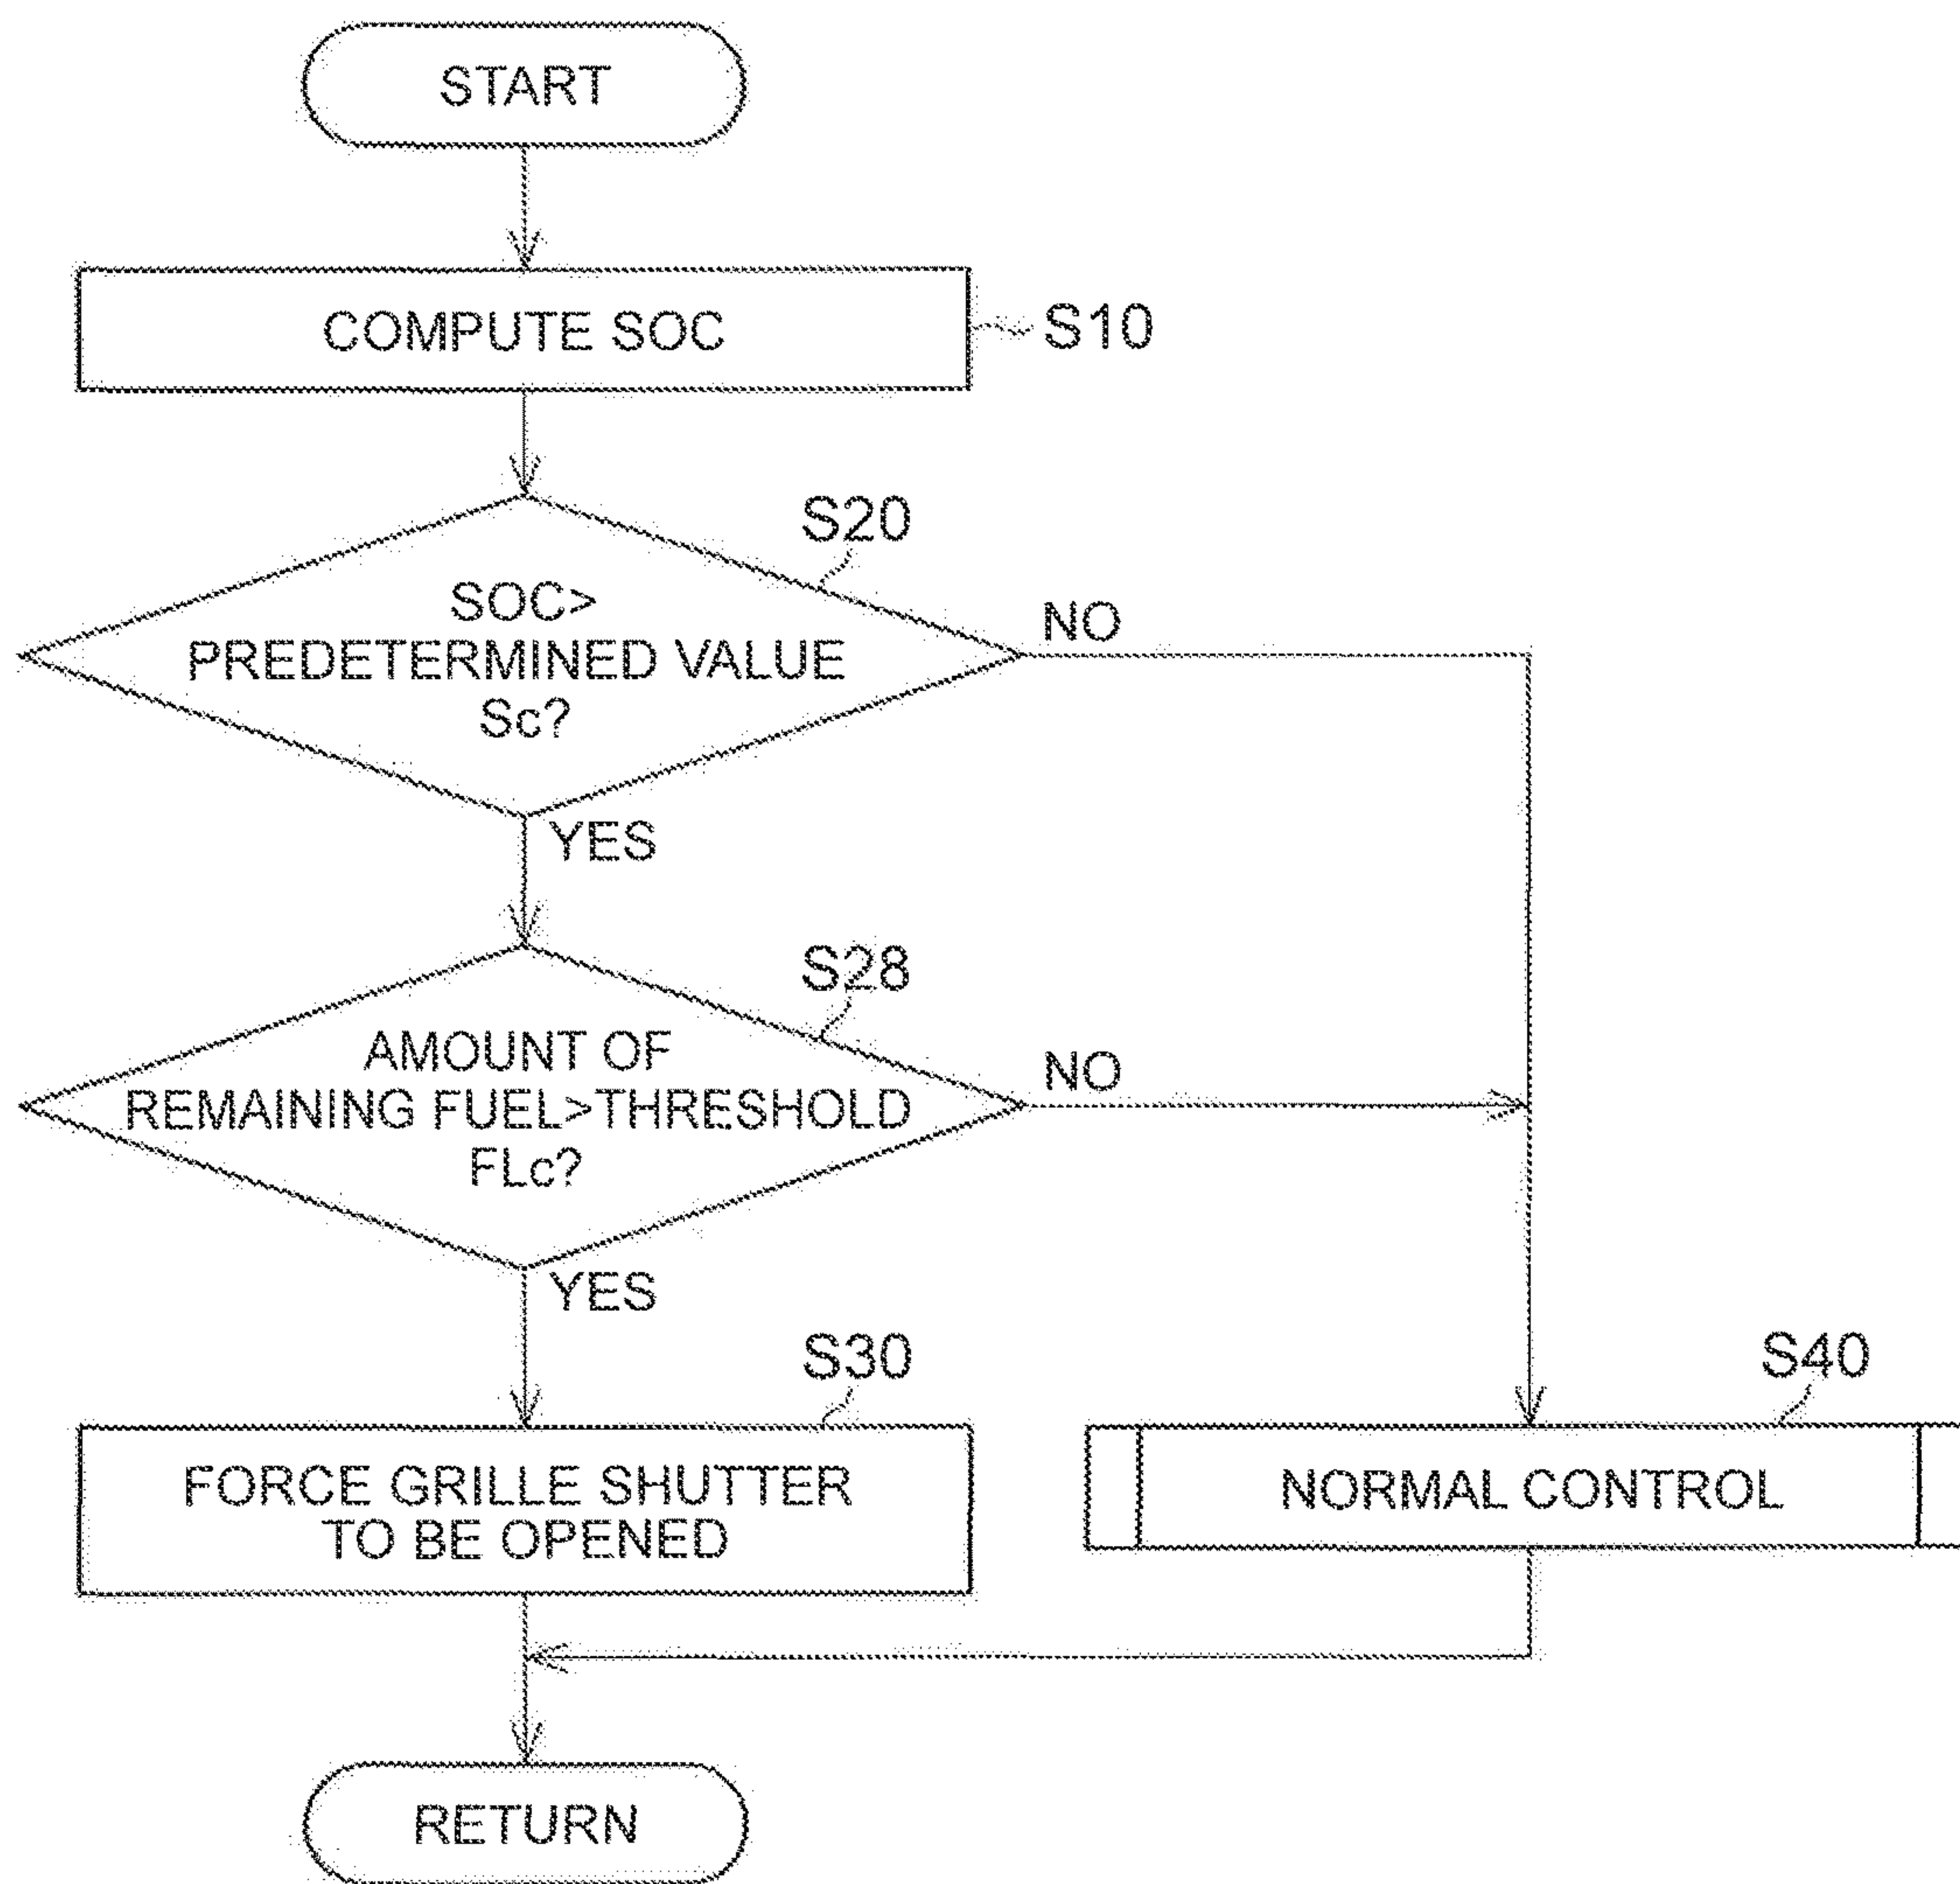 START
COMPUTE SOC
S10
S20
SOC>
PREDETERMINED VALUE
Sc?
NO
YES
S28
AMOUNT OF
REMAINING FUEL>THRESHOLD
FLc?
NO
YES
S30
FORCE GRILLE SHUTTER
TO BE OPENED
S40
NORMAL CONTROL
RETURN